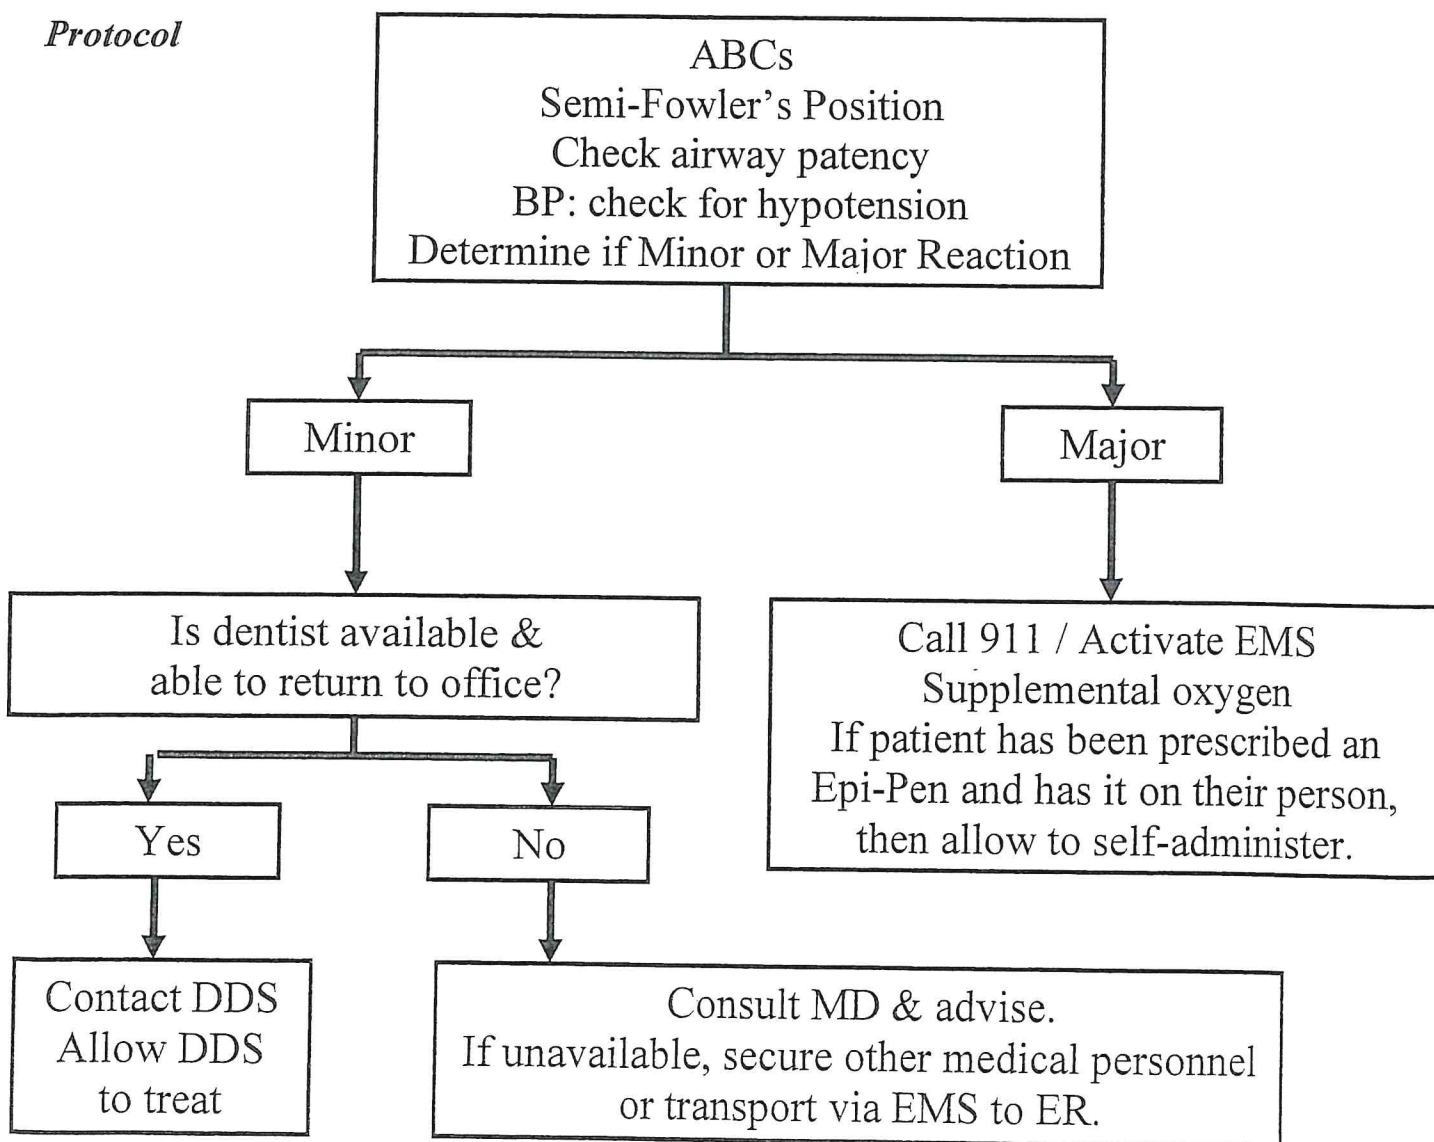 Protocol
ABCs
Semi-Fowler's Position
Check airway patency
BP: check for hypotension
Determine if Minor or Major Reaction
Minor
Major
Is dentist available &
able to return to office?
Call 911 / Activate EMS
Supplemental oxygen
If patient has been prescribed an
Epi-Pen and has it on their person,
then allow to self-administer.
Yes
No
Contact DDS
Allow DDS
to treat
Consult MD & advise.
If unavailable, secure other medical personnel
or transport via EMS to ER.